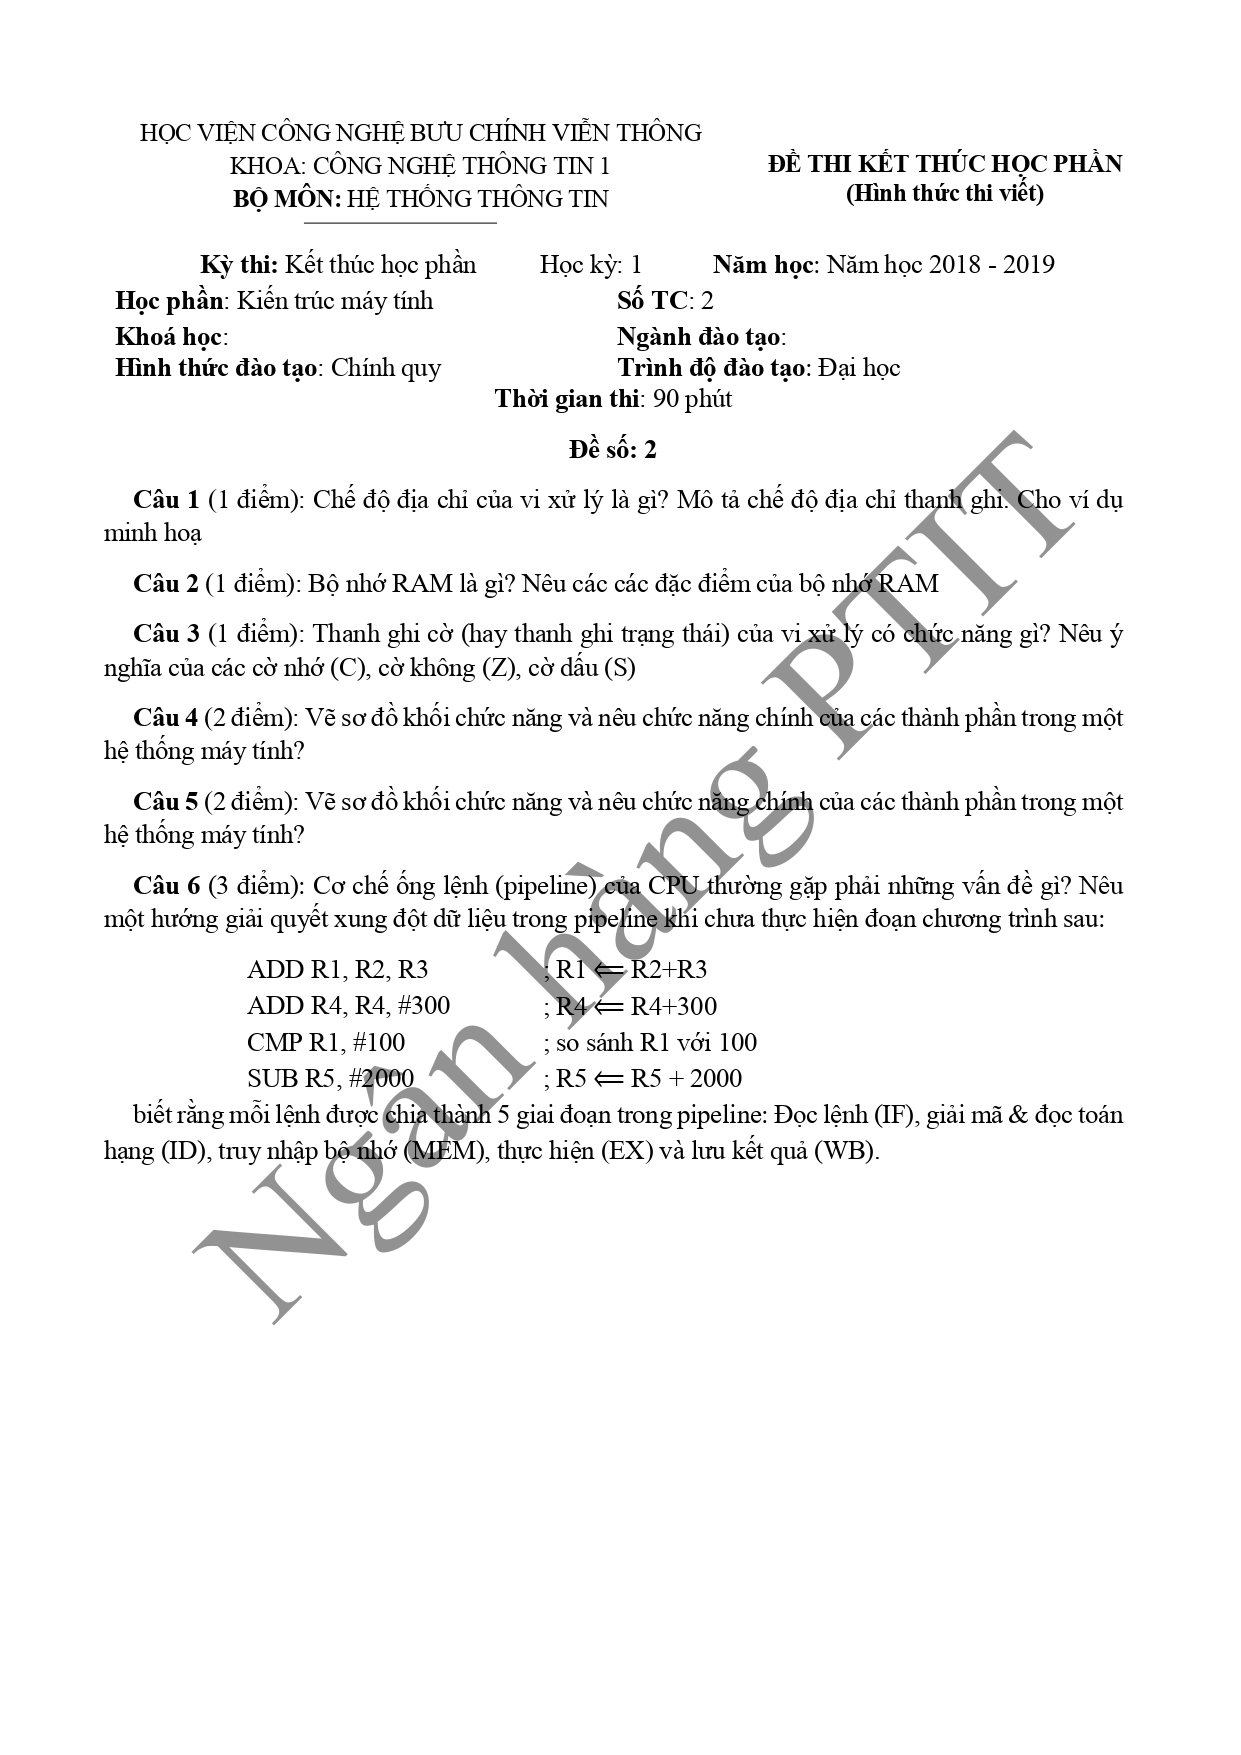 HỌC VIỆN CÔNG NGHỆ BƯU CHÍNH VIỄN THÔNG
KHOA: CÔNG NGHỆ THÔNG TIN 1
BỘ MÔN: HỆ THỐNG THÔNG TIN
ĐỀ THI KẾT THÚC HỌC PHẦN
(Hình thức thi viết)
Kỳ thi: Kết thúc học phần Học kỳ: 1 Năm học: Năm học 2018 - 2019
Học phần: Kiến trúc máy tính Số TC: 2
Khoá học: Ngành đào tạo:
Hình thức đào tạo: Chính quy Trình độ đào tạo: Đại học
Thời gian thi: 90 phút
Đề số: 2
Câu 1 (1 điểm): Chế độ địa chỉ của vi xử lý là gì? Mô tả chế độ địa chỉ thanh ghi. Cho ví dụ
minh hoạ
Câu 2 (1 điểm): Bộ nhớ RAM là gì? Nêu các các đặc điểm của bộ nhớ RAM
Câu 3 (1 điểm): Thanh ghi cờ (hay thanh ghi trạng thái) của vi xử lý có chức năng gì? Nêu ý
nghĩa của các cờ nhớ (C), cờ không (Z), cờ dấu (S)
Câu 4 (2 điểm): Vẽ sơ đồ khối chức năng và nêu chức năng chính của các thành phần trong một
hệ thống máy tính?
Câu 5 (2 điểm): Vẽ sơ đồ khối chức năng và nêu chức năng chính của các thành phần trong một
hệ thống máy tính?
Câu 6 (3 điểm): Cơ chế ống lệnh (pipeline) của CPU thường gặp phải những vấn đề gì? Nêu
một hướng giải quyết xung đột dữ liệu trong pipeline khi chưa thực hiện đoạn chương trình sau:
ADD R1, R2, R3 ; R1 ⟸ R2+R3
ADD R4, R4, #300 ; R4 ⟸ R4+300
CMP R1, #100 ; so sánh R1 với 100
SUB R5, #2000 ; R5 ⟸ R5 + 2000
biết rằng mỗi lệnh được chia thành 5 giai đoạn trong pipeline: Đọc lệnh (IF), giải mã & đọc toán
hạng (ID), truy nhập bộ nhớ (MEM), thực hiện (EX) và lưu kết quả (WB).
Ngân hàng PTIT